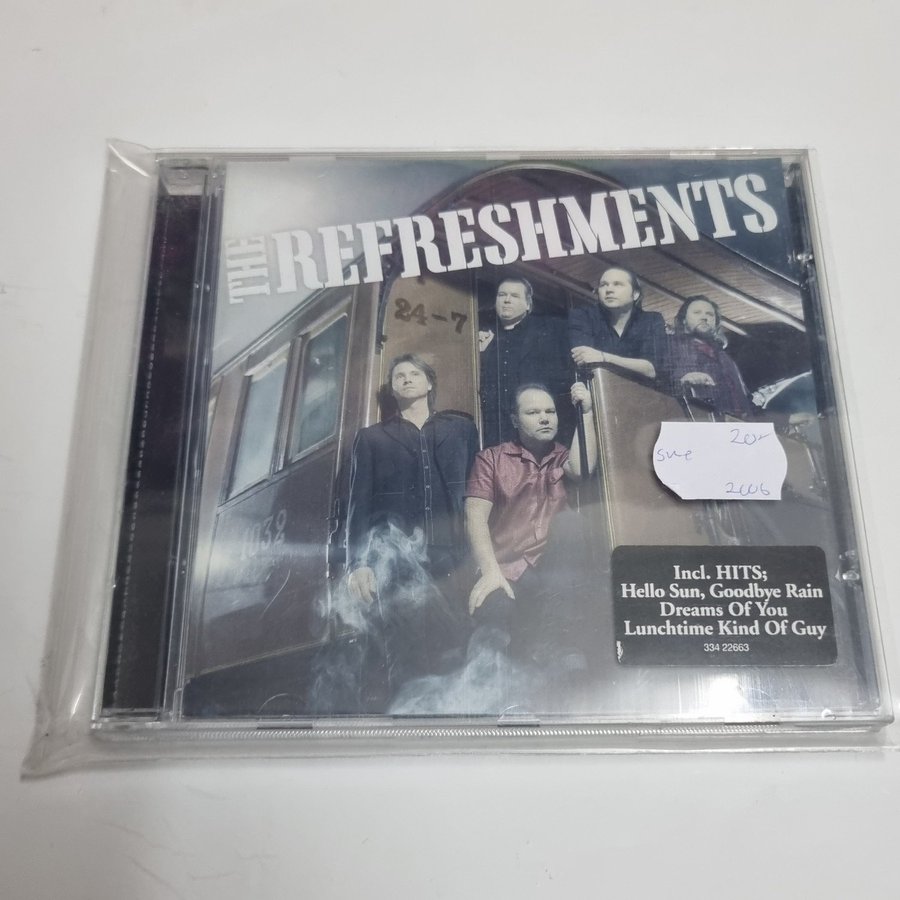 THE REFRESHMENTS
24-7
1032
20:-
swe
2006
Incl. HITS;
Hello Sun, Goodbye Rain
Dreams Of You
Lunchtime Kind Of Guy
334 22663